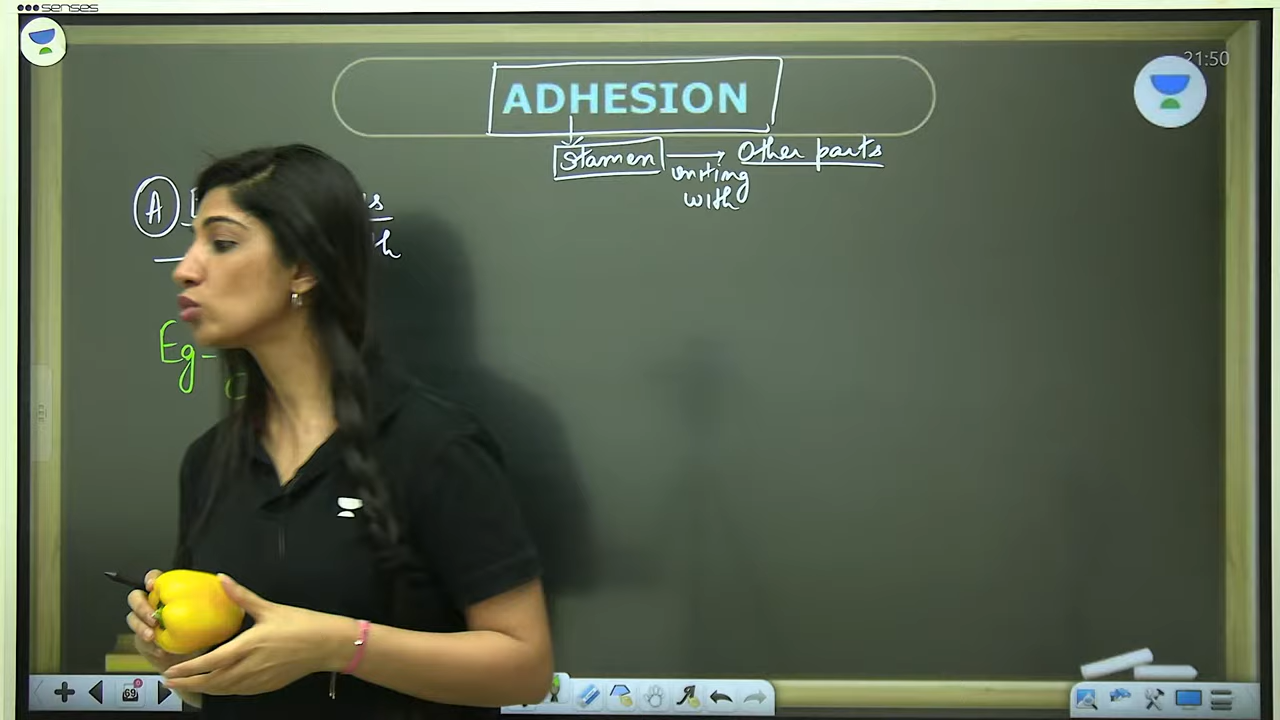 senses
21:50
ADHESION
Stamen → Other parts
uniting
with
A
Eg-
69